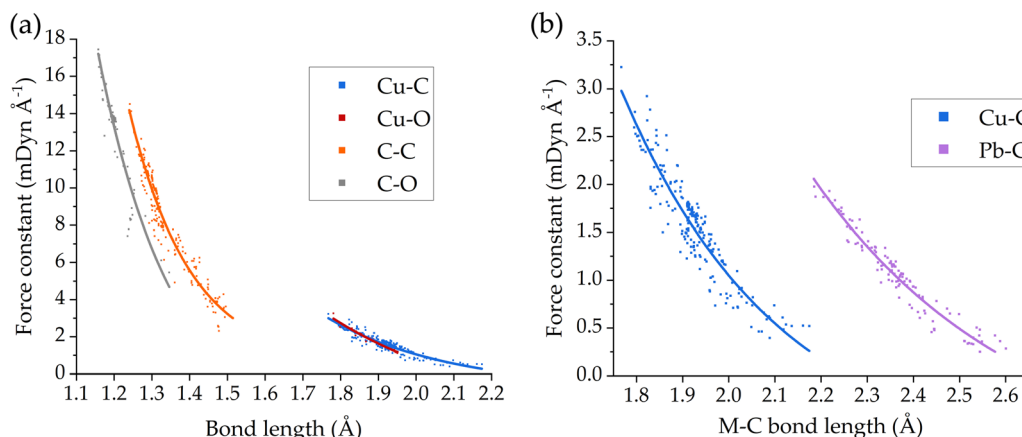 (a)
Force constant (mDyn Å⁻¹)
18
16
14
12
10
8
6
4
2
0
1.1 1.2 1.3 1.4 1.5 1.6 1.7 1.8 1.9 2.0 2.1 2.2
Bond length (Å)
Cu-C
Cu-O
C-C
C-O
(b)
Force constant (mDyn Å⁻¹)
3.5
3.0
2.5
2.0
1.5
1.0
0.5
0.0
1.8 1.9 2.0 2.1 2.2 2.3 2.4 2.5 2.6
M-C bond length (Å)
Cu-C
Pb-C